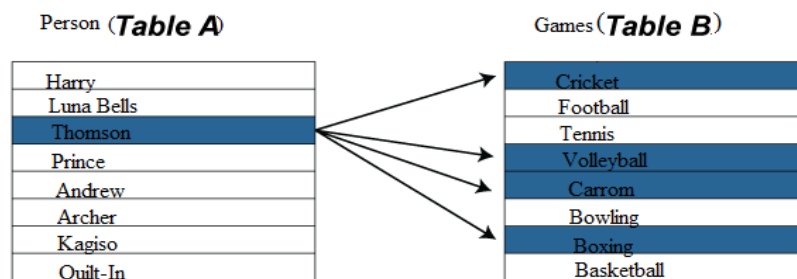 Person (Table A)
Harry
Luna Bells
Thomson
Prince
Andrew
Archer
Kagiso
Quilt-In
Games(Table B)
Cricket
Football
Tennis
Volleyball
Carrom
Bowling
Boxing
Basketball